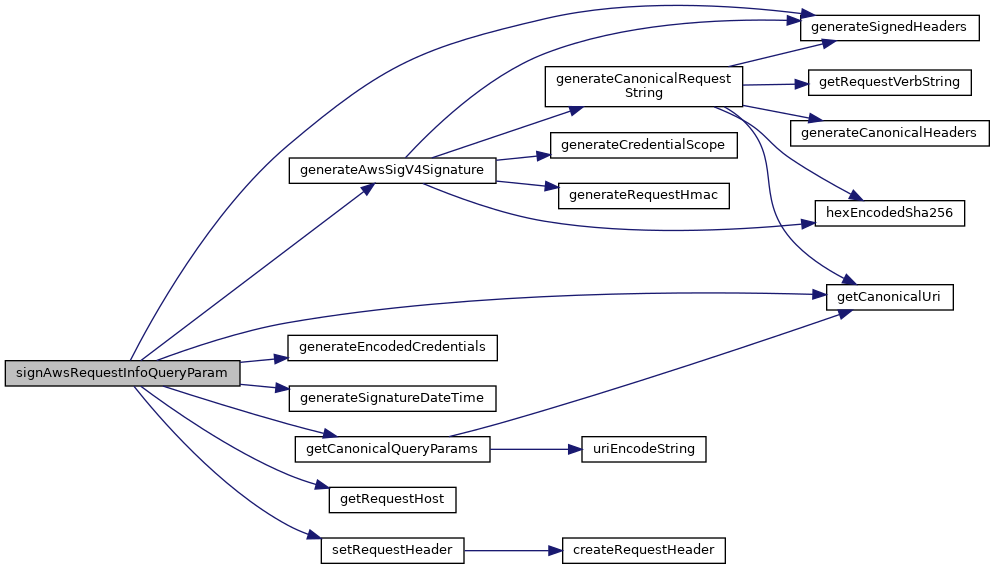 generateSignedHeaders
generateCanonicalRequest
String
getRequestVerbString
generateCanonicalHeaders
generateCredentialScope
generateAwsSigV4Signature
generateRequestHmac
hexEncodedSha256
getCanonicalUri
generateEncodedCredentials
signAwsRequestInfoQueryParam
generateSignatureDateTime
getCanonicalQueryParams
uriEncodeString
getRequestHost
setRequestHeader
createRequestHeader